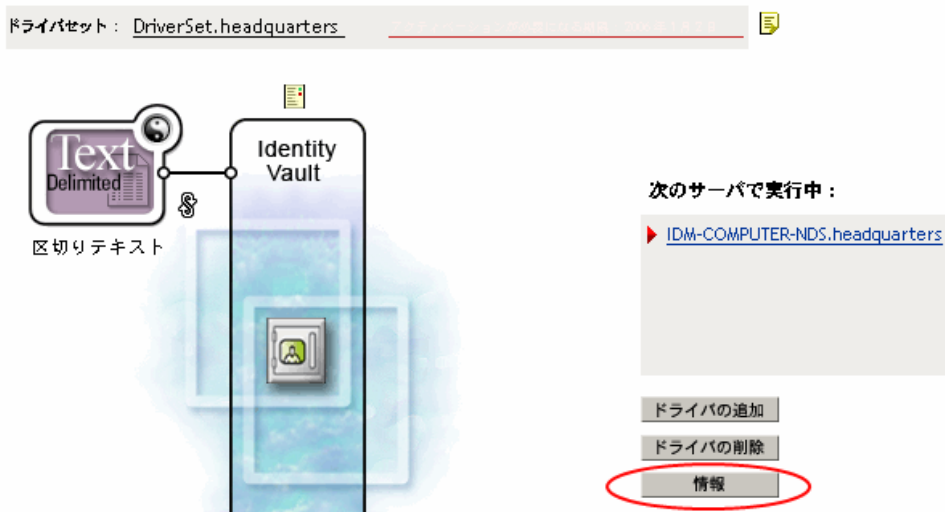 ドライバセット： DriverSet.headquarters
Text
Delimited
区切りテキスト
Identity
Vault
次のサーバで実行中：
IDM-COMPUTER-NDS.headquarters
ドライバの追加
ドライバの削除
情報